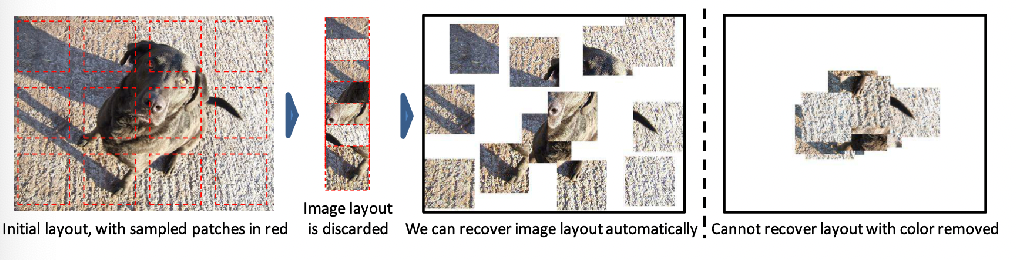 Initial layout, with sampled patches in red
Image layout
is discarded
We can recover image layout automatically
Cannot recover layout with color removed